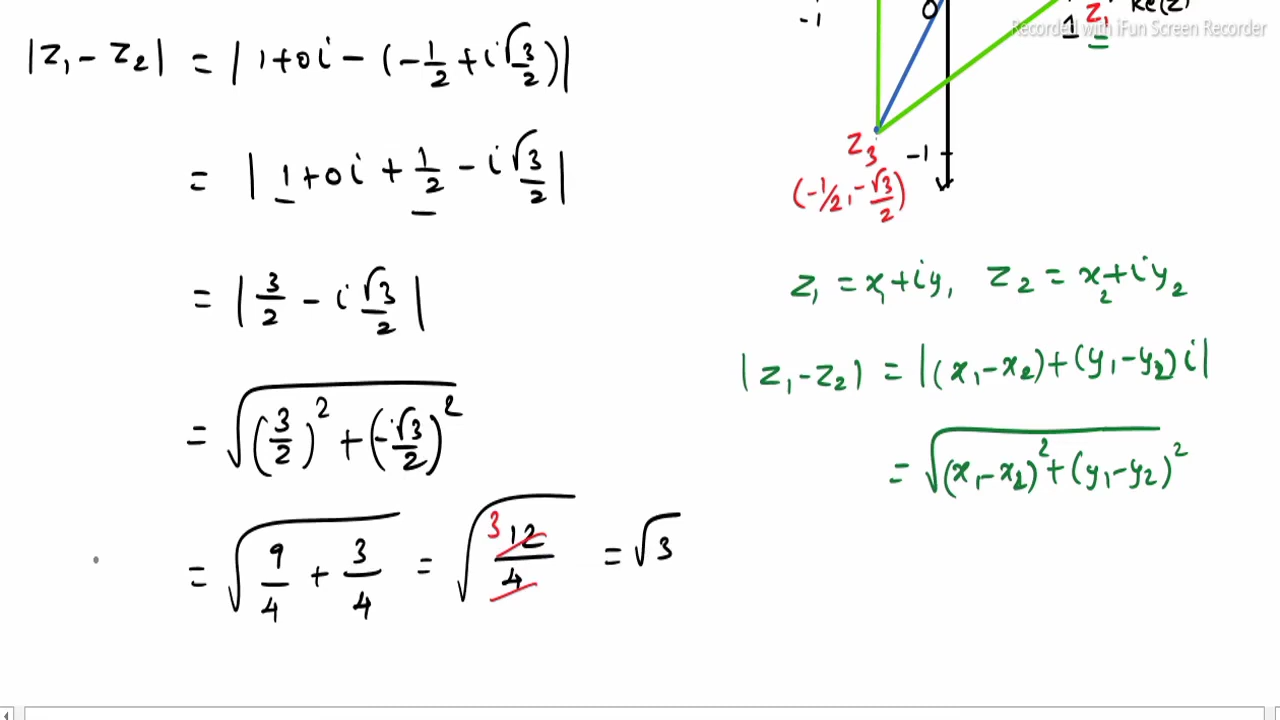 -1
0
Re(z)
z₁
1
Recorded with iFun Screen Recorder
|z₁ - z₂| = | 1+0i - (-1/2 + i√3/2)|
= | 1+0i + 1/2 - i√3/2 |
= | 3/2 - i√3/2 |
= √((3/2)² + (-i√3/2)²)
= √(9/4 + 3/4) = √(12/4) 3 = √3
z₃
-1
(-1/2, -√3/2)
z₁ = x₁+iy₁, z₂ = x₂+iy₂
|z₁-z₂| = |(x₁-x₂)+(y₁-y₂)i|
= √((x₁-x₂)²+(y₁-y₂)²)